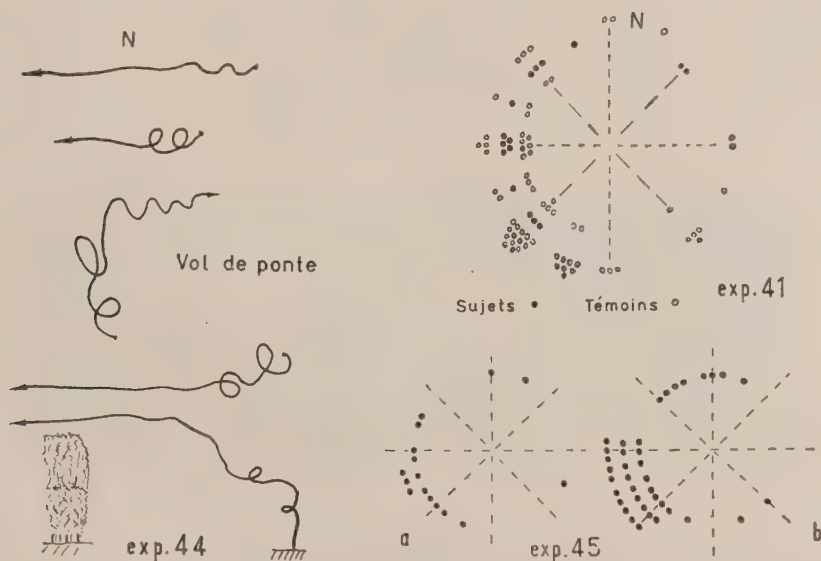 N
Vol de ponte
exp.44
N
exp.41
Sujets Témoins
a
b
exp.45